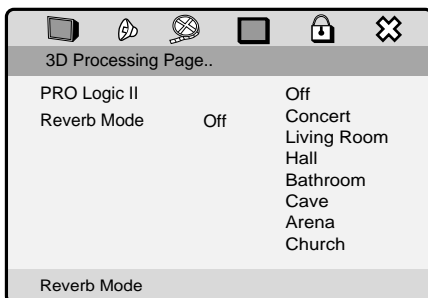 3D Processing Page..
PRO Logic II
Off
Reverb Mode
Off
Concert
Living Room
Hall
Bathroom
Cave
Arena
Church
Reverb Mode